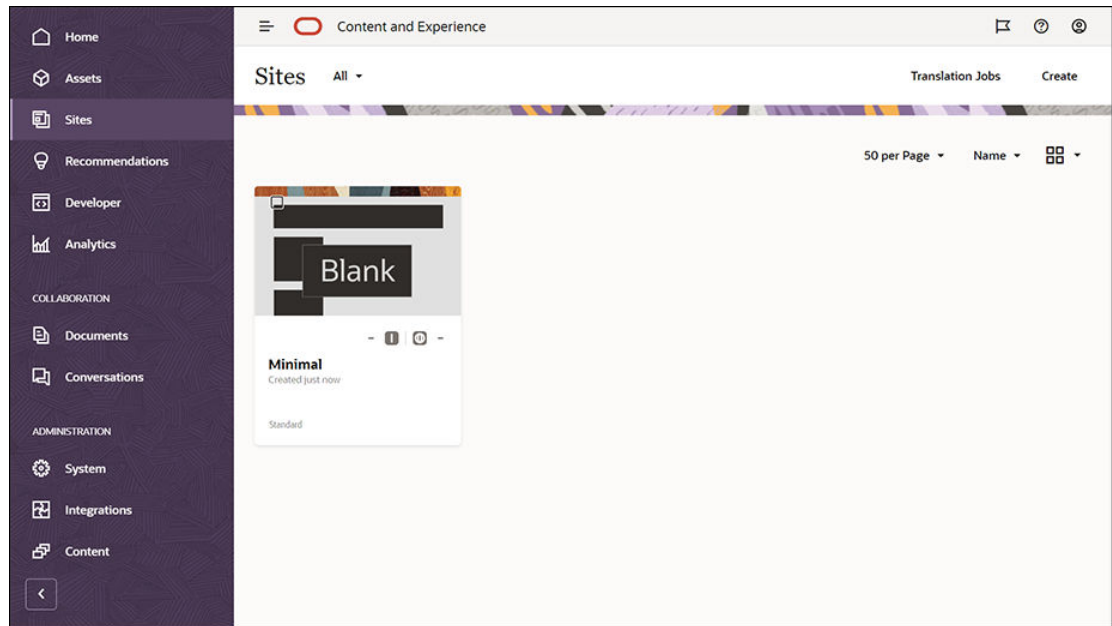 Home
Assets
Sites
Recommendations
Developer
Analytics
COLLABORATION
Documents
Conversations
ADMINISTRATION
System
Integrations
Content
Content and Experience
Sites All
Translation Jobs Create
50 per Page Name
Blank
Minimal
Created just now
Standard